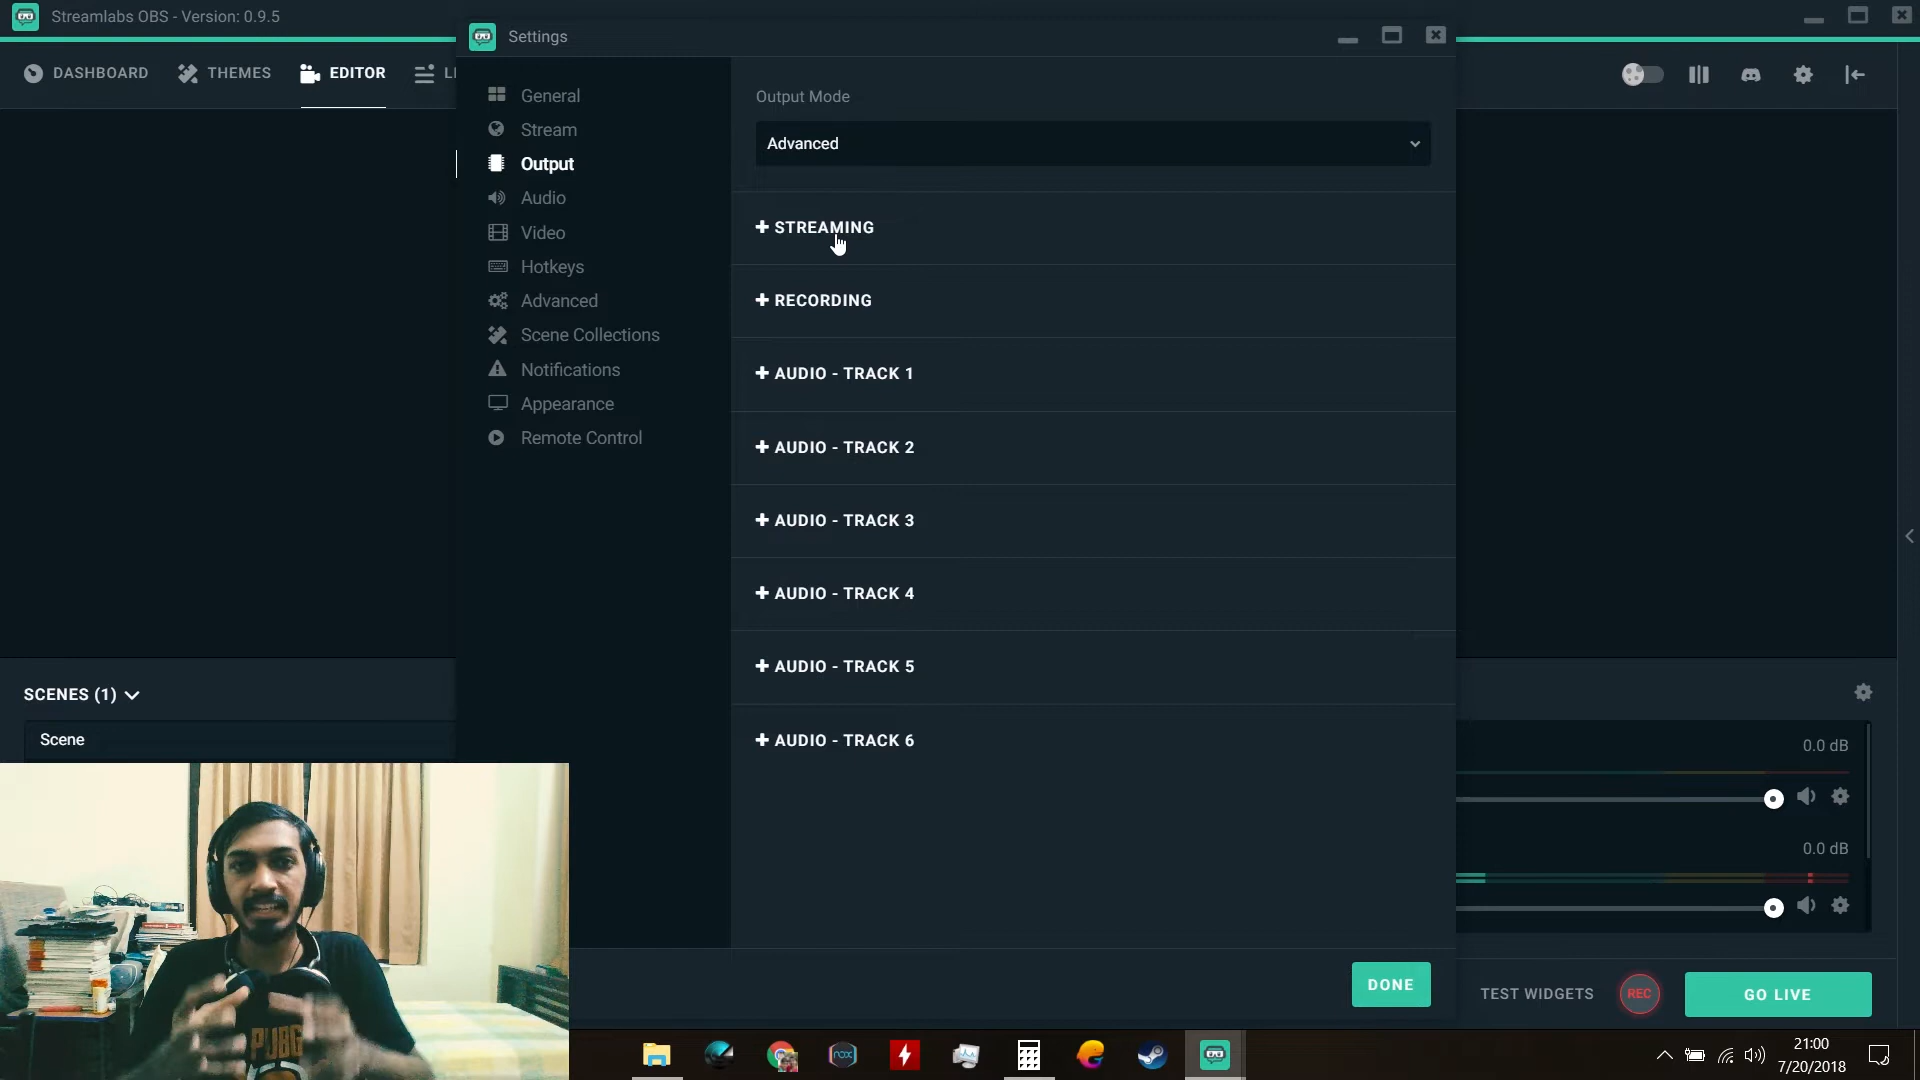 Streamlabs OBS - Version: 0.9.5
Settings
DASHBOARD
THEMES
EDITOR
General
Stream
Output
Audio
Video
Hotkeys
Advanced
Scene Collections
Notifications
Appearance
Remote Control
Output Mode
Advanced
+ STREAMING
+ RECORDING
+ AUDIO - TRACK 1
+ AUDIO - TRACK 2
+ AUDIO - TRACK 3
+ AUDIO - TRACK 4
+ AUDIO - TRACK 5
+ AUDIO - TRACK 6
SCENES (1)
Scene
0.0 dB
0.0 dB
DONE
TEST WIDGETS
REC
GO LIVE
PUBG
nox
21:00
7/20/2018